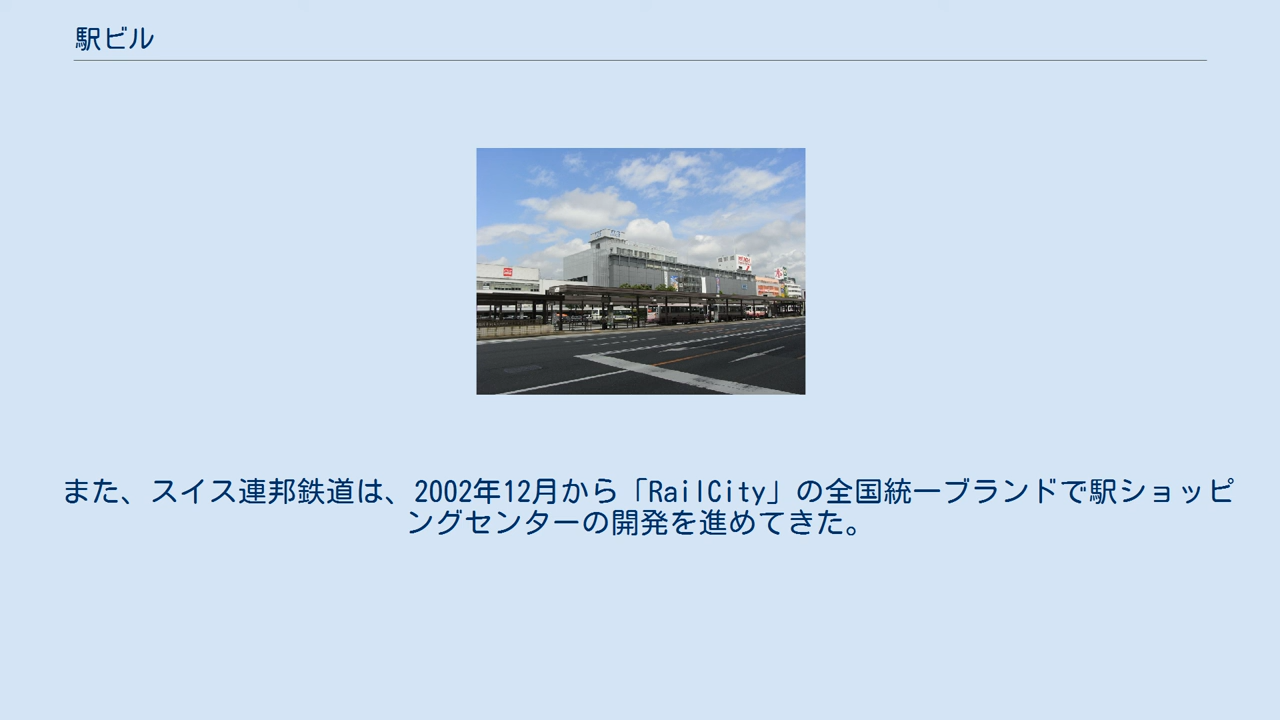 駅ビル
また、スイス連邦鉄道は、2002年12月から「RailCity」の全国統一ブランドで駅ショッピ
ングセンターの開発を進めてきた。